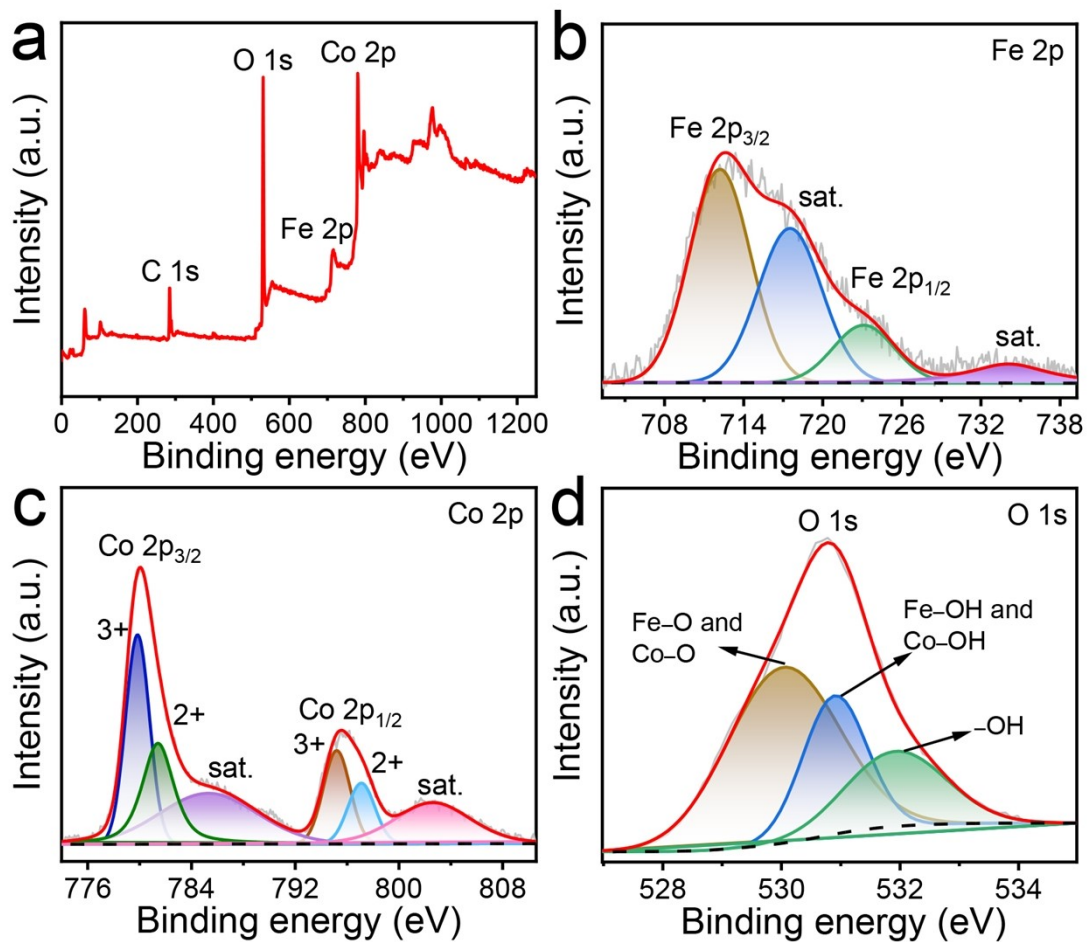 a
O 1s
Co 2p
Fe 2p
C 1s
Intensity (a.u.)
0 200 400 600 800 1000 1200
Binding energy (eV)
b
Fe 2p
Fe 2p3/2
sat.
Fe 2p1/2
sat.
Intensity (a.u.)
708 714 720 726 732 738
Binding energy (eV)
c
Co 2p
Co 2p3/2
3+
2+
sat.
Co 2p1/2
3+
2+
sat.
Intensity (a.u.)
776 784 792 800 808
Binding energy (eV)
d
O 1s
O 1s
Fe–O and
Co–O
Fe–OH and
Co–OH
–OH
Intensity (a.u.)
528 530 532 534
Binding energy (eV)